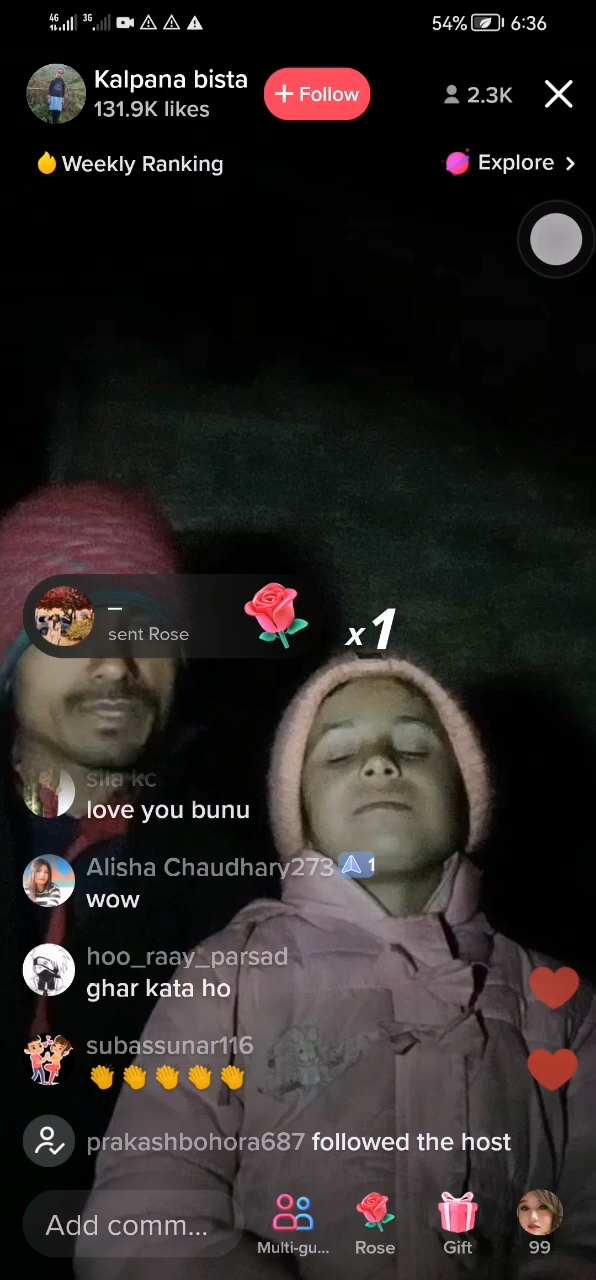 4G 3G 54% 6:36
Kalpana bista
131.9K likes
+ Follow
2.3K
Weekly Ranking
Explore >
–
sent Rose
x1
sila kc
love you bunu
Alisha Chaudhary273 1
wow
hoo_raay_parsad
ghar kata ho
subassunar116
👏👏👏👏👏
prakashbohora687 followed the host
Add comm...
Multi-gu...
Rose
Gift
99